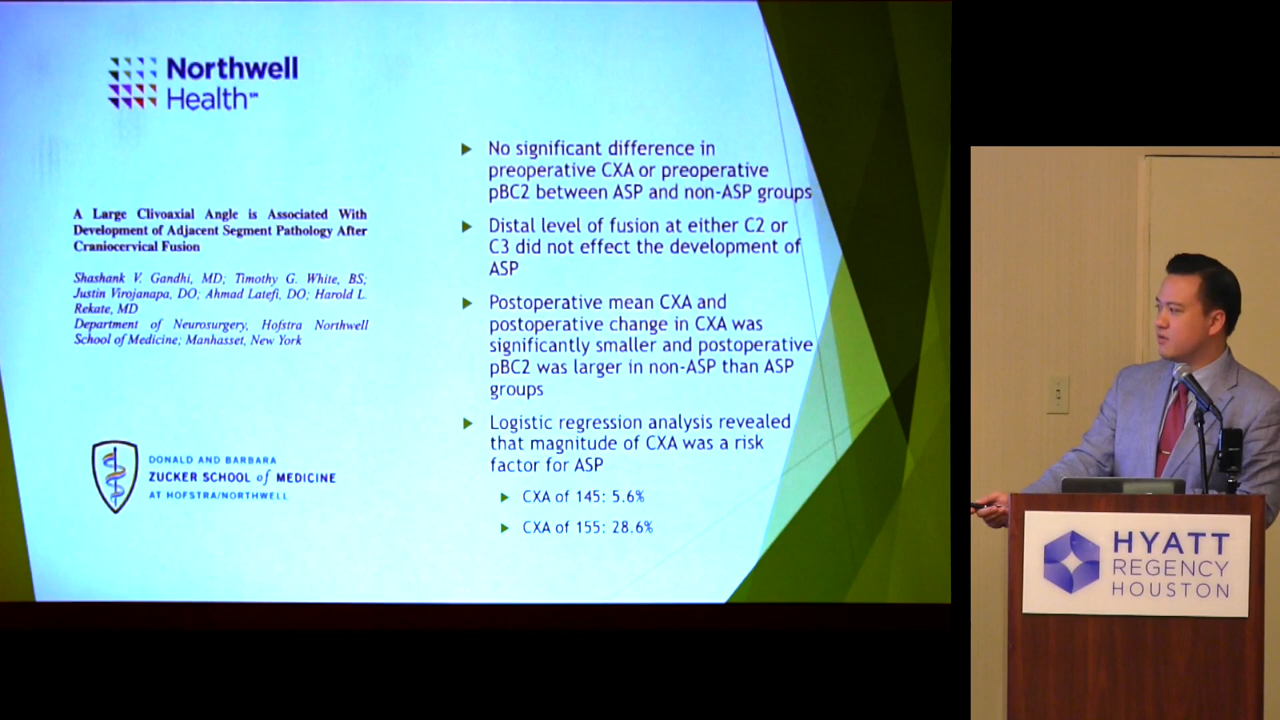 Northwell
Health℠
A Large Clivoaxial Angle is Associated With
Development of Adjacent Segment Pathology After
Craniocervical Fusion
Shashank V. Gandhi, MD; Timothy G. White, BS;
Justin Virojanapa, DO; Ahmad Latefi, DO; Harold L.
Rekate, MD
Department of Neurosurgery, Hofstra Northwell
School of Medicine; Manhasset, New York
DONALD AND BARBARA
ZUCKER SCHOOL of MEDICINE
AT HOFSTRA/NORTHWELL
No significant difference in
preoperative CXA or preoperative
pBC2 between ASP and non-ASP groups
Distal level of fusion at either C2 or
C3 did not effect the development of
ASP
Postoperative mean CXA and
postoperative change in CXA was
significantly smaller and postoperative
pBC2 was larger in non-ASP than ASP
groups
Logistic regression analysis revealed
that magnitude of CXA was a risk
factor for ASP
CXA of 145: 5.6%
CXA of 155: 28.6%
HYATT
REGENCY
HOUSTON